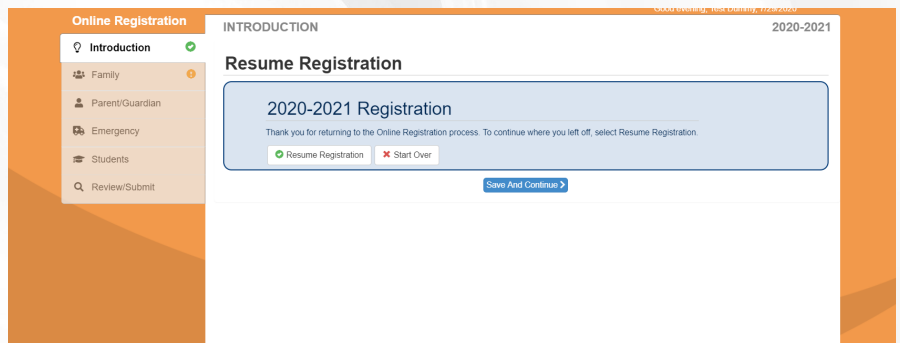 Good evening, Test Dummy, 7/29/2020
Online Registration
Introduction
Family
Parent/Guardian
Emergency
Students
Review/Submit
INTRODUCTION 2020-2021
Resume Registration
2020-2021 Registration
Thank you for returning to the Online Registration process. To continue where you left off, select Resume Registration.
Resume Registration Start Over
Save And Continue